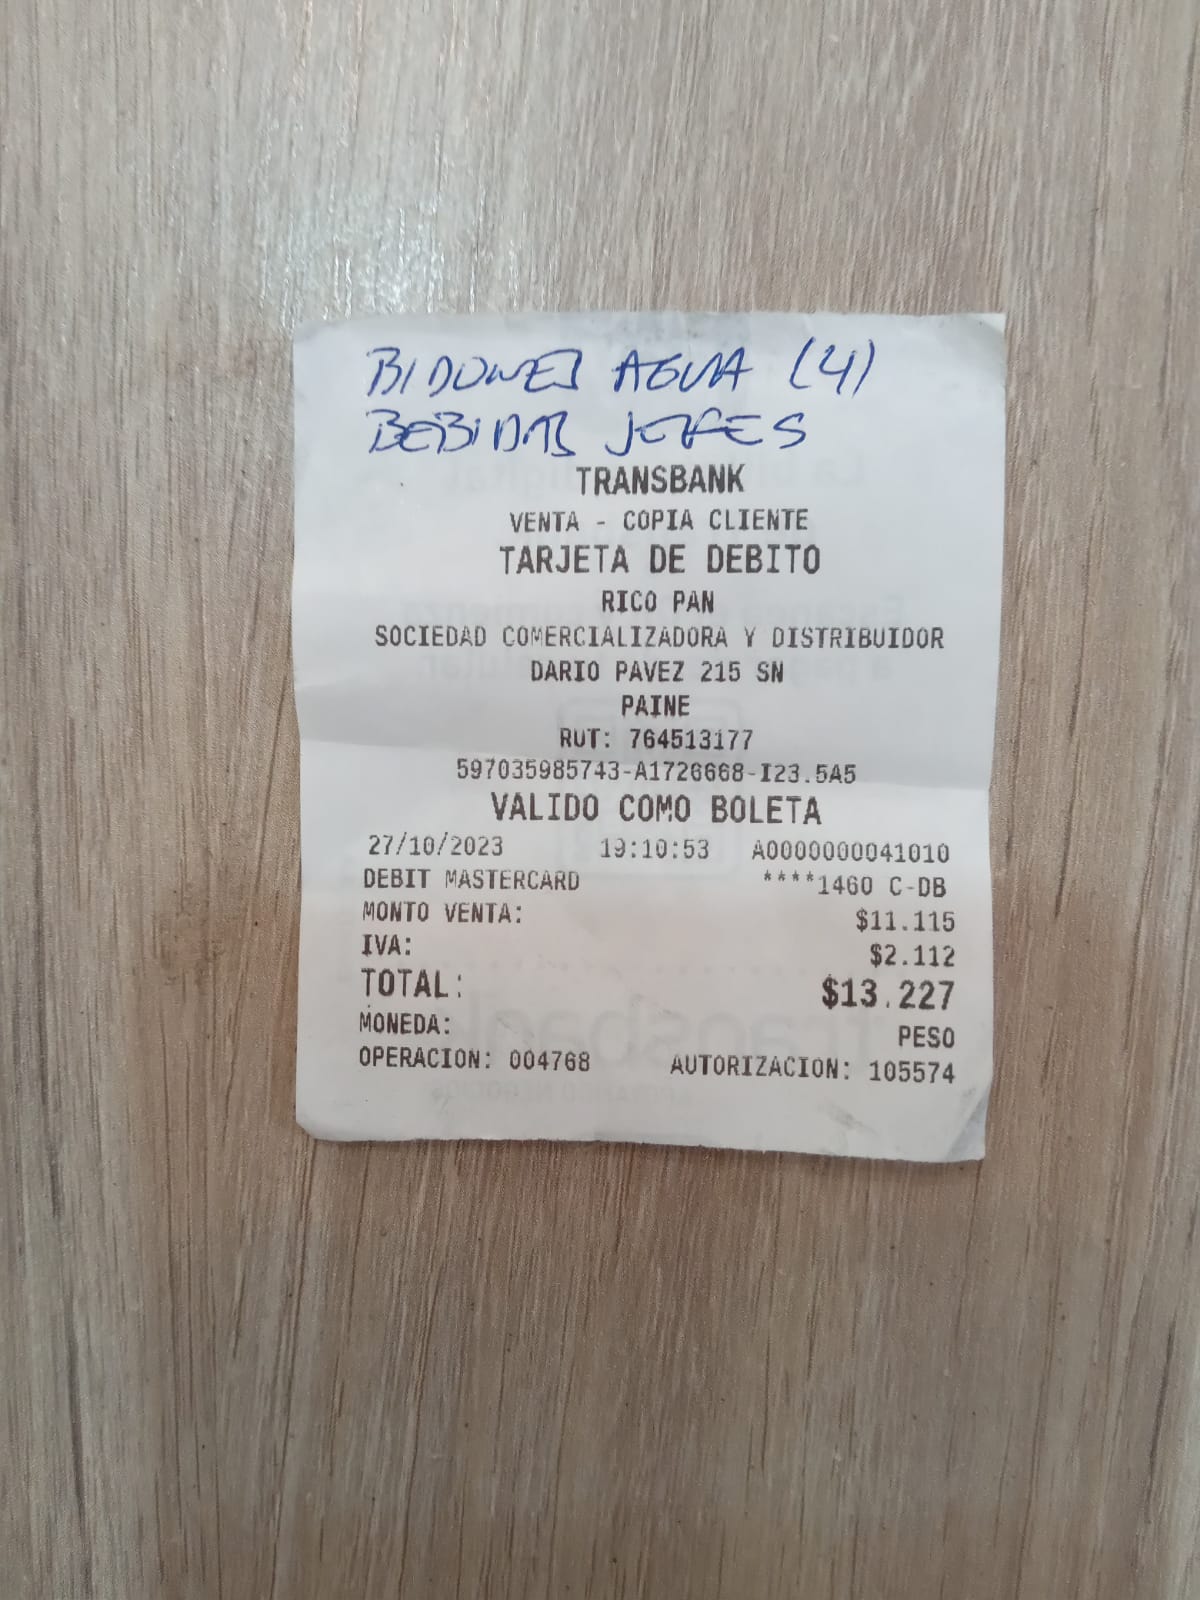 BIDONES AGUA (4)
BEBIDAS JEFES
TRANSBANK
VENTA - COPIA CLIENTE
TARJETA DE DEBITO
RICO PAN
SOCIEDAD COMERCIALIZADORA Y DISTRIBUIDOR
DARIO PAVEZ 215 SN
PAINE
RUT: 764513177
597035985743-A1726668-I23.5A5
VALIDO COMO BOLETA
27/10/2023 19:10:53 A0000000041010
DEBIT MASTERCARD ****1460 C-DB
MONTO VENTA: $11.115
IVA: $2.112
TOTAL: $13.227
MONEDA: PESO
OPERACION: 004768 AUTORIZACION: 105574